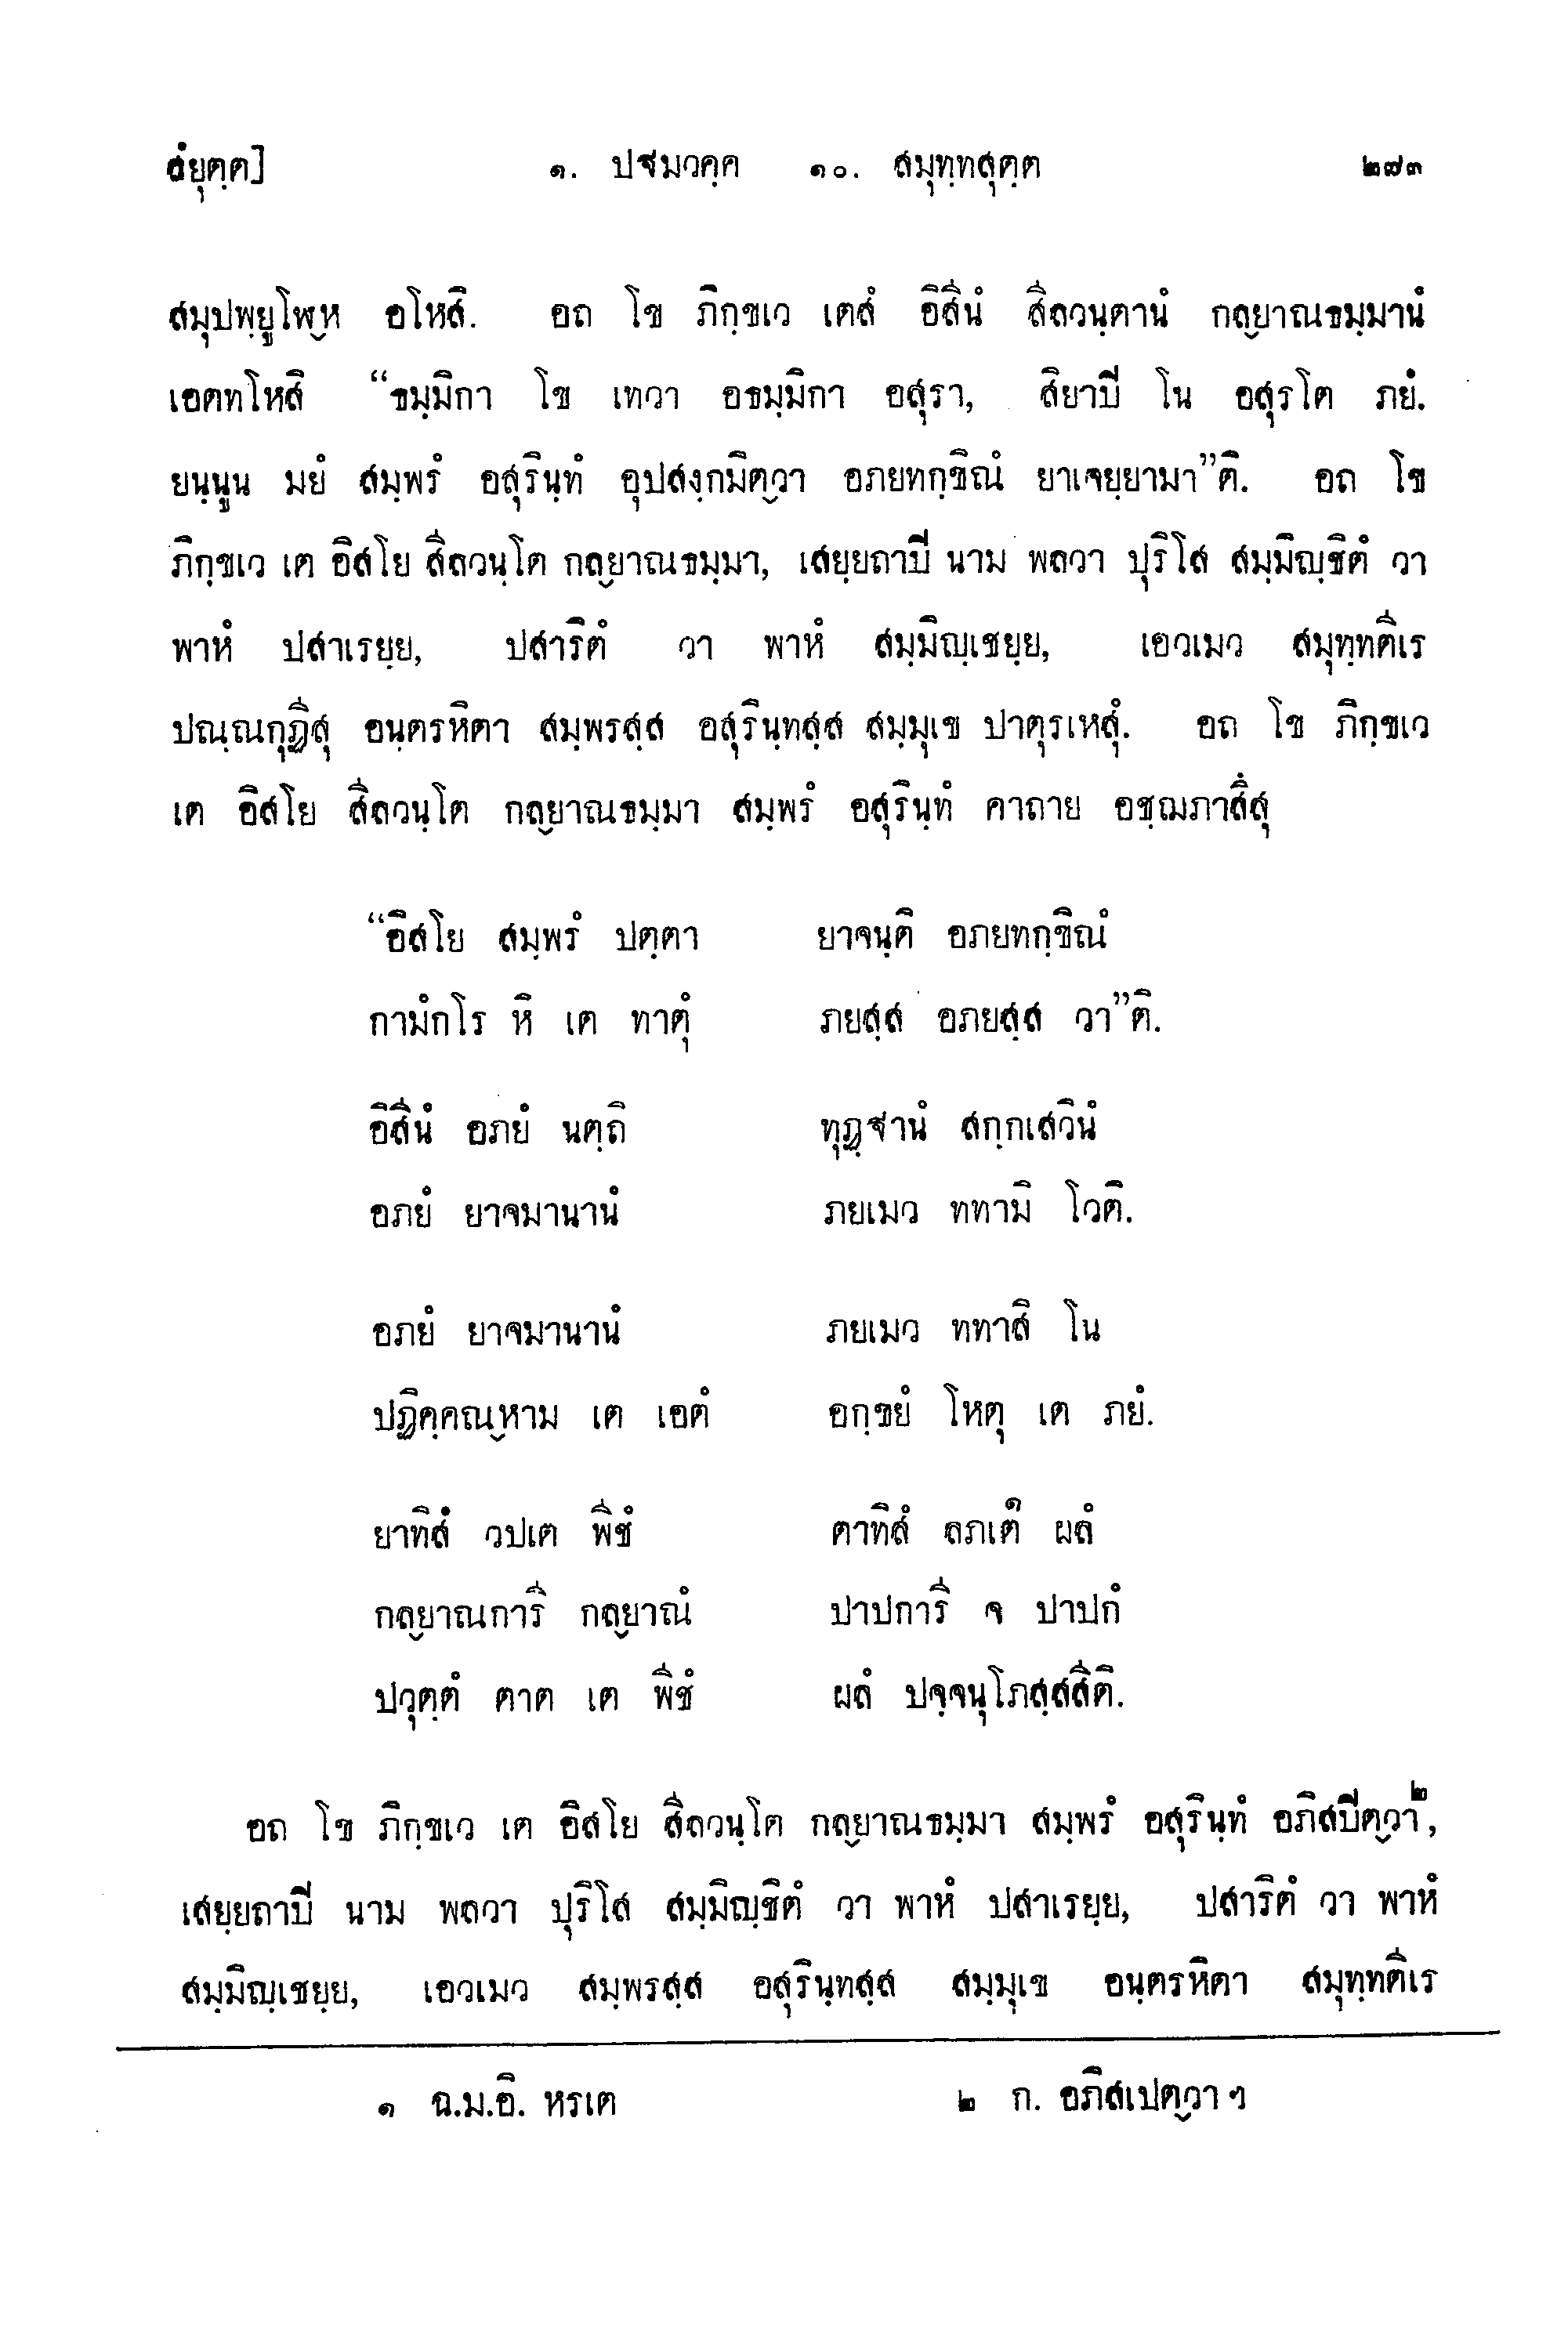 สํยุตฺต]	๑. ปฐมวคฺค ๑๐. สมุทฺทสุตฺต	๒๗๓
สมุปพฺยูโฬฺห อโหสิ. อถ โข ภิกฺขเว เตสํ อิสีนํ สีลวนฺตานํ กลฺยาณธมฺมานํ
เอตทโหสิ “ธมฺมิกา โข เทวา อธมฺมิกา อสุรา, สิยาปิ โน อสุรโต ภยํ.
ยนฺนูน มยํ สมฺพรํ อสุรินฺทํ อุปสงฺกมิตฺวา อภยทกฺขิณํ ยาเจยฺยามา”ติ. อถ โข
ภิกฺขเว เต อิสโย สีลวนฺโต กลฺยาณธมฺมา, เสยฺยถาปิ นาม พลวา ปุริโส สมฺมิญฺชิตํ วา
พาหํ ปสาเรยฺย, ปสาริตํ วา พาหํ สมฺมิญฺเชยฺย, เอวเมว สมุทฺทตีเร
ปณฺณกุฏีสุ อนฺตรหิตา สมฺพรสฺส อสุรินฺทสฺส สมฺมุเข ปาตุรเหสุํ. อถ โข ภิกฺขเว
เต อิสโย สีลวนฺโต กลฺยาณธมฺมา สมฺพรํ อสุรินฺทํ คาถาย อชฺฌภาสึสุ
“อิสโย สมฺพรํ ปตฺตา	ยาจนฺติ อภยทกฺขิณํ
กามํกโร หิ เต ทาตุํ	ภยสฺส อภยสฺส วา”ติ.
อิสีนํ อภยํ นตฺถิ	ทุฏฺฐานํ สกฺกเสวินํ
อภยํ ยาจมานานํ	ภยเมว ททามิ โวติ.
อภยํ ยาจมานานํ	ภยเมว ททาสิ โน
ปฏิคฺคณฺหาม เต เอตํ	อกฺขยํ โหตุ เต ภยํ.
ยาทิสํ วปเต พีชํ	ตาทิสํ ลภเต๑ ผลํ
กลฺยาณการี กลฺยาณํ	ปาปการี จ ปาปกํ
ปวุตฺตํ ตาต เต พีชํ	ผลํ ปจฺจนุโภสฺสสีติ.
อถ โข ภิกฺขเว เต อิสโย สีลวนฺโต กลฺยาณธมฺมา สมฺพรํ อสุรินฺทํ อภิสปิตฺวา๒,
เสยฺยถาปิ นาม พลวา ปุริโส สมฺมิญฺชิตํ วา พาหํ ปสาเรยฺย, ปสาริตํ วา พาหํ
สมฺมิญฺเชยฺย, เอวเมว สมฺพรสฺส อสุรินฺทสฺส สมฺมุเข อนฺตรหิตา สมุทฺทตีเร
๑ ฉ.ม.อิ. หรเต	๒ ก. อภิสเปตฺวา ฯ